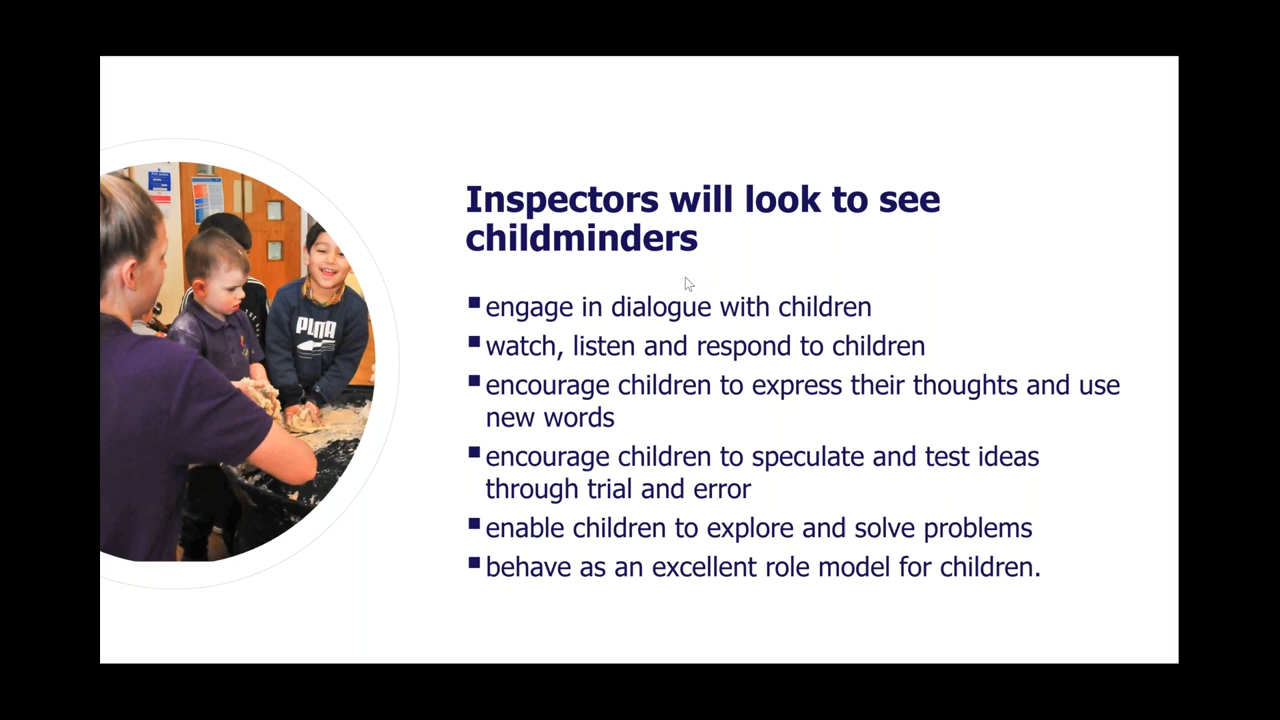 Inspectors will look to see
childminders
▪ engage in dialogue with children
▪ watch, listen and respond to children
▪ encourage children to express their thoughts and use
new words
▪ encourage children to speculate and test ideas
through trial and error
▪ enable children to explore and solve problems
▪ behave as an excellent role model for children.
PUMA